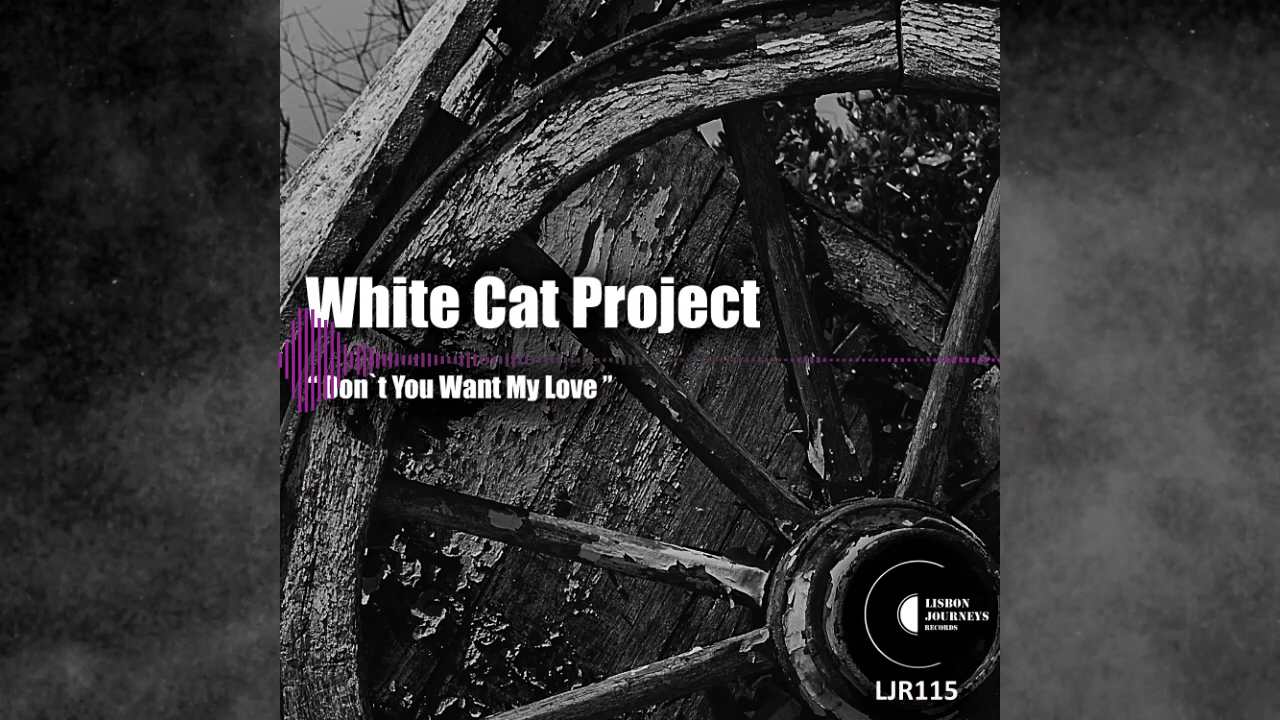 White Cat Project
“ Don`t You Want My Love ”
LISBON
JOURNEYS
RECORDS
LJR115